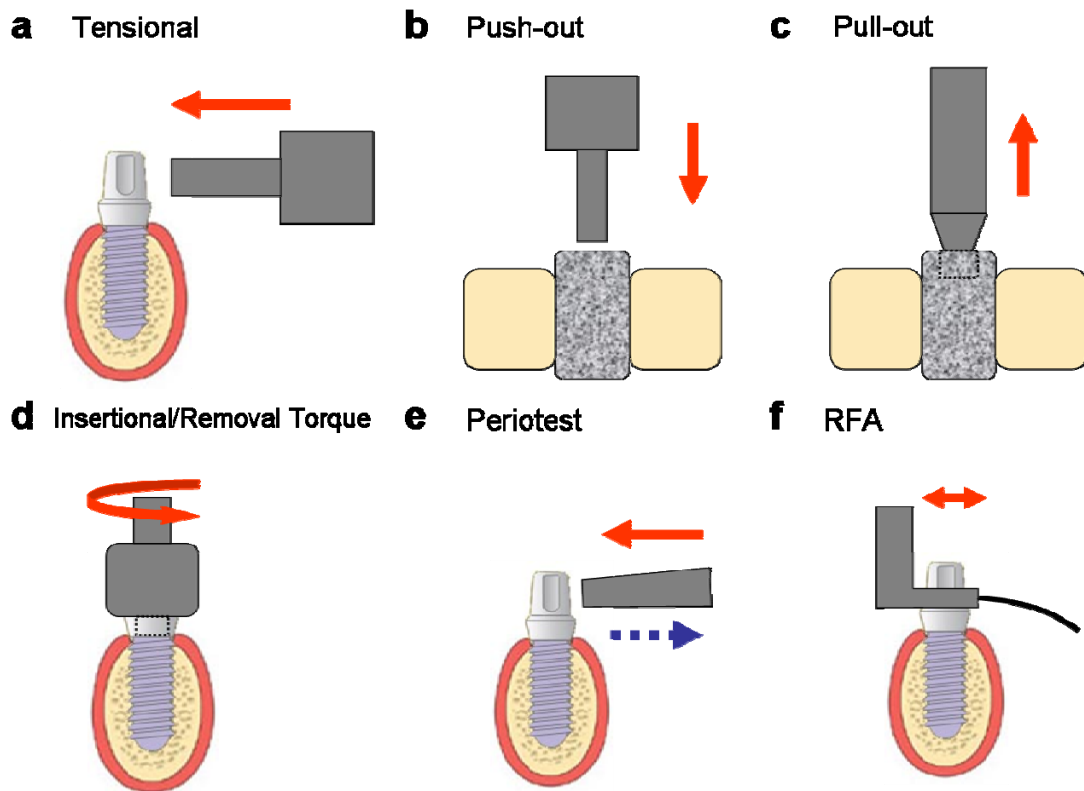 a Tensional
b Push-out
c Pull-out
d Insertional/Removal Torque
e Periotest
f RFA